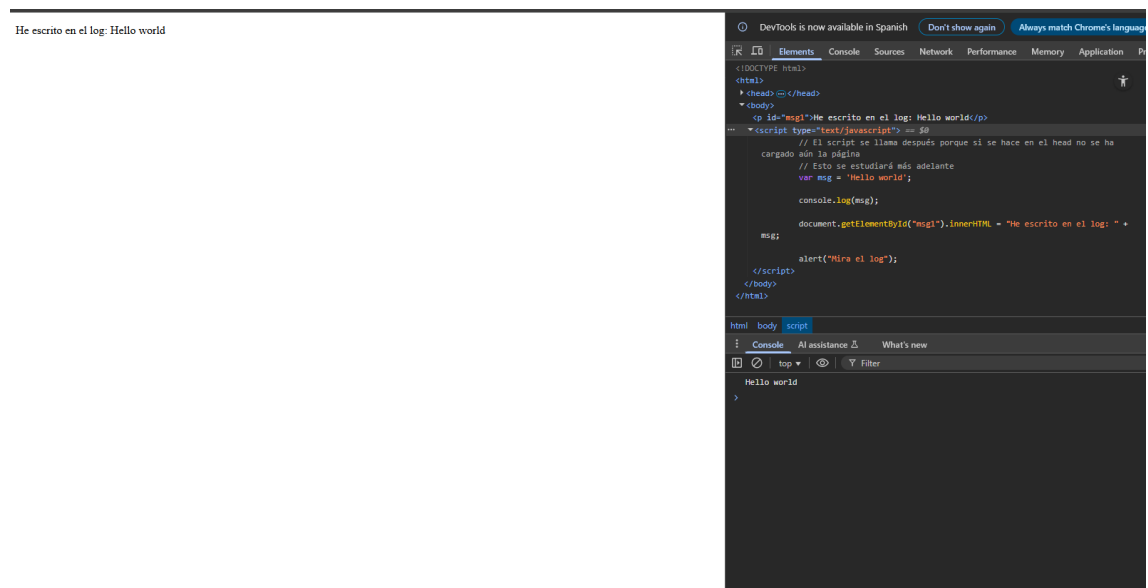 He escrito en el log: Hello world
DevTools is now available in Spanish Don't show again Always match Chrome's language
Elements Console Sources Network Performance Memory Application
<!DOCTYPE html>
<html>
<head> </head>
<body>
<p id="msg1">He escrito en el log: Hello world</p>
<script type="text/javascript"> == $0
// El script se llama después porque si se hace en el head no se ha
cargado aún la página
// Esto se estudiará más adelante
var msg = 'Hello world';
console.log(msg);
document.getElementById("msg1").innerHTML = "He escrito en el log: " +
msg;
alert("Mira el log");
</script>
</body>
</html>
html body script
Console AI assistance What's new
top Filter
Hello world